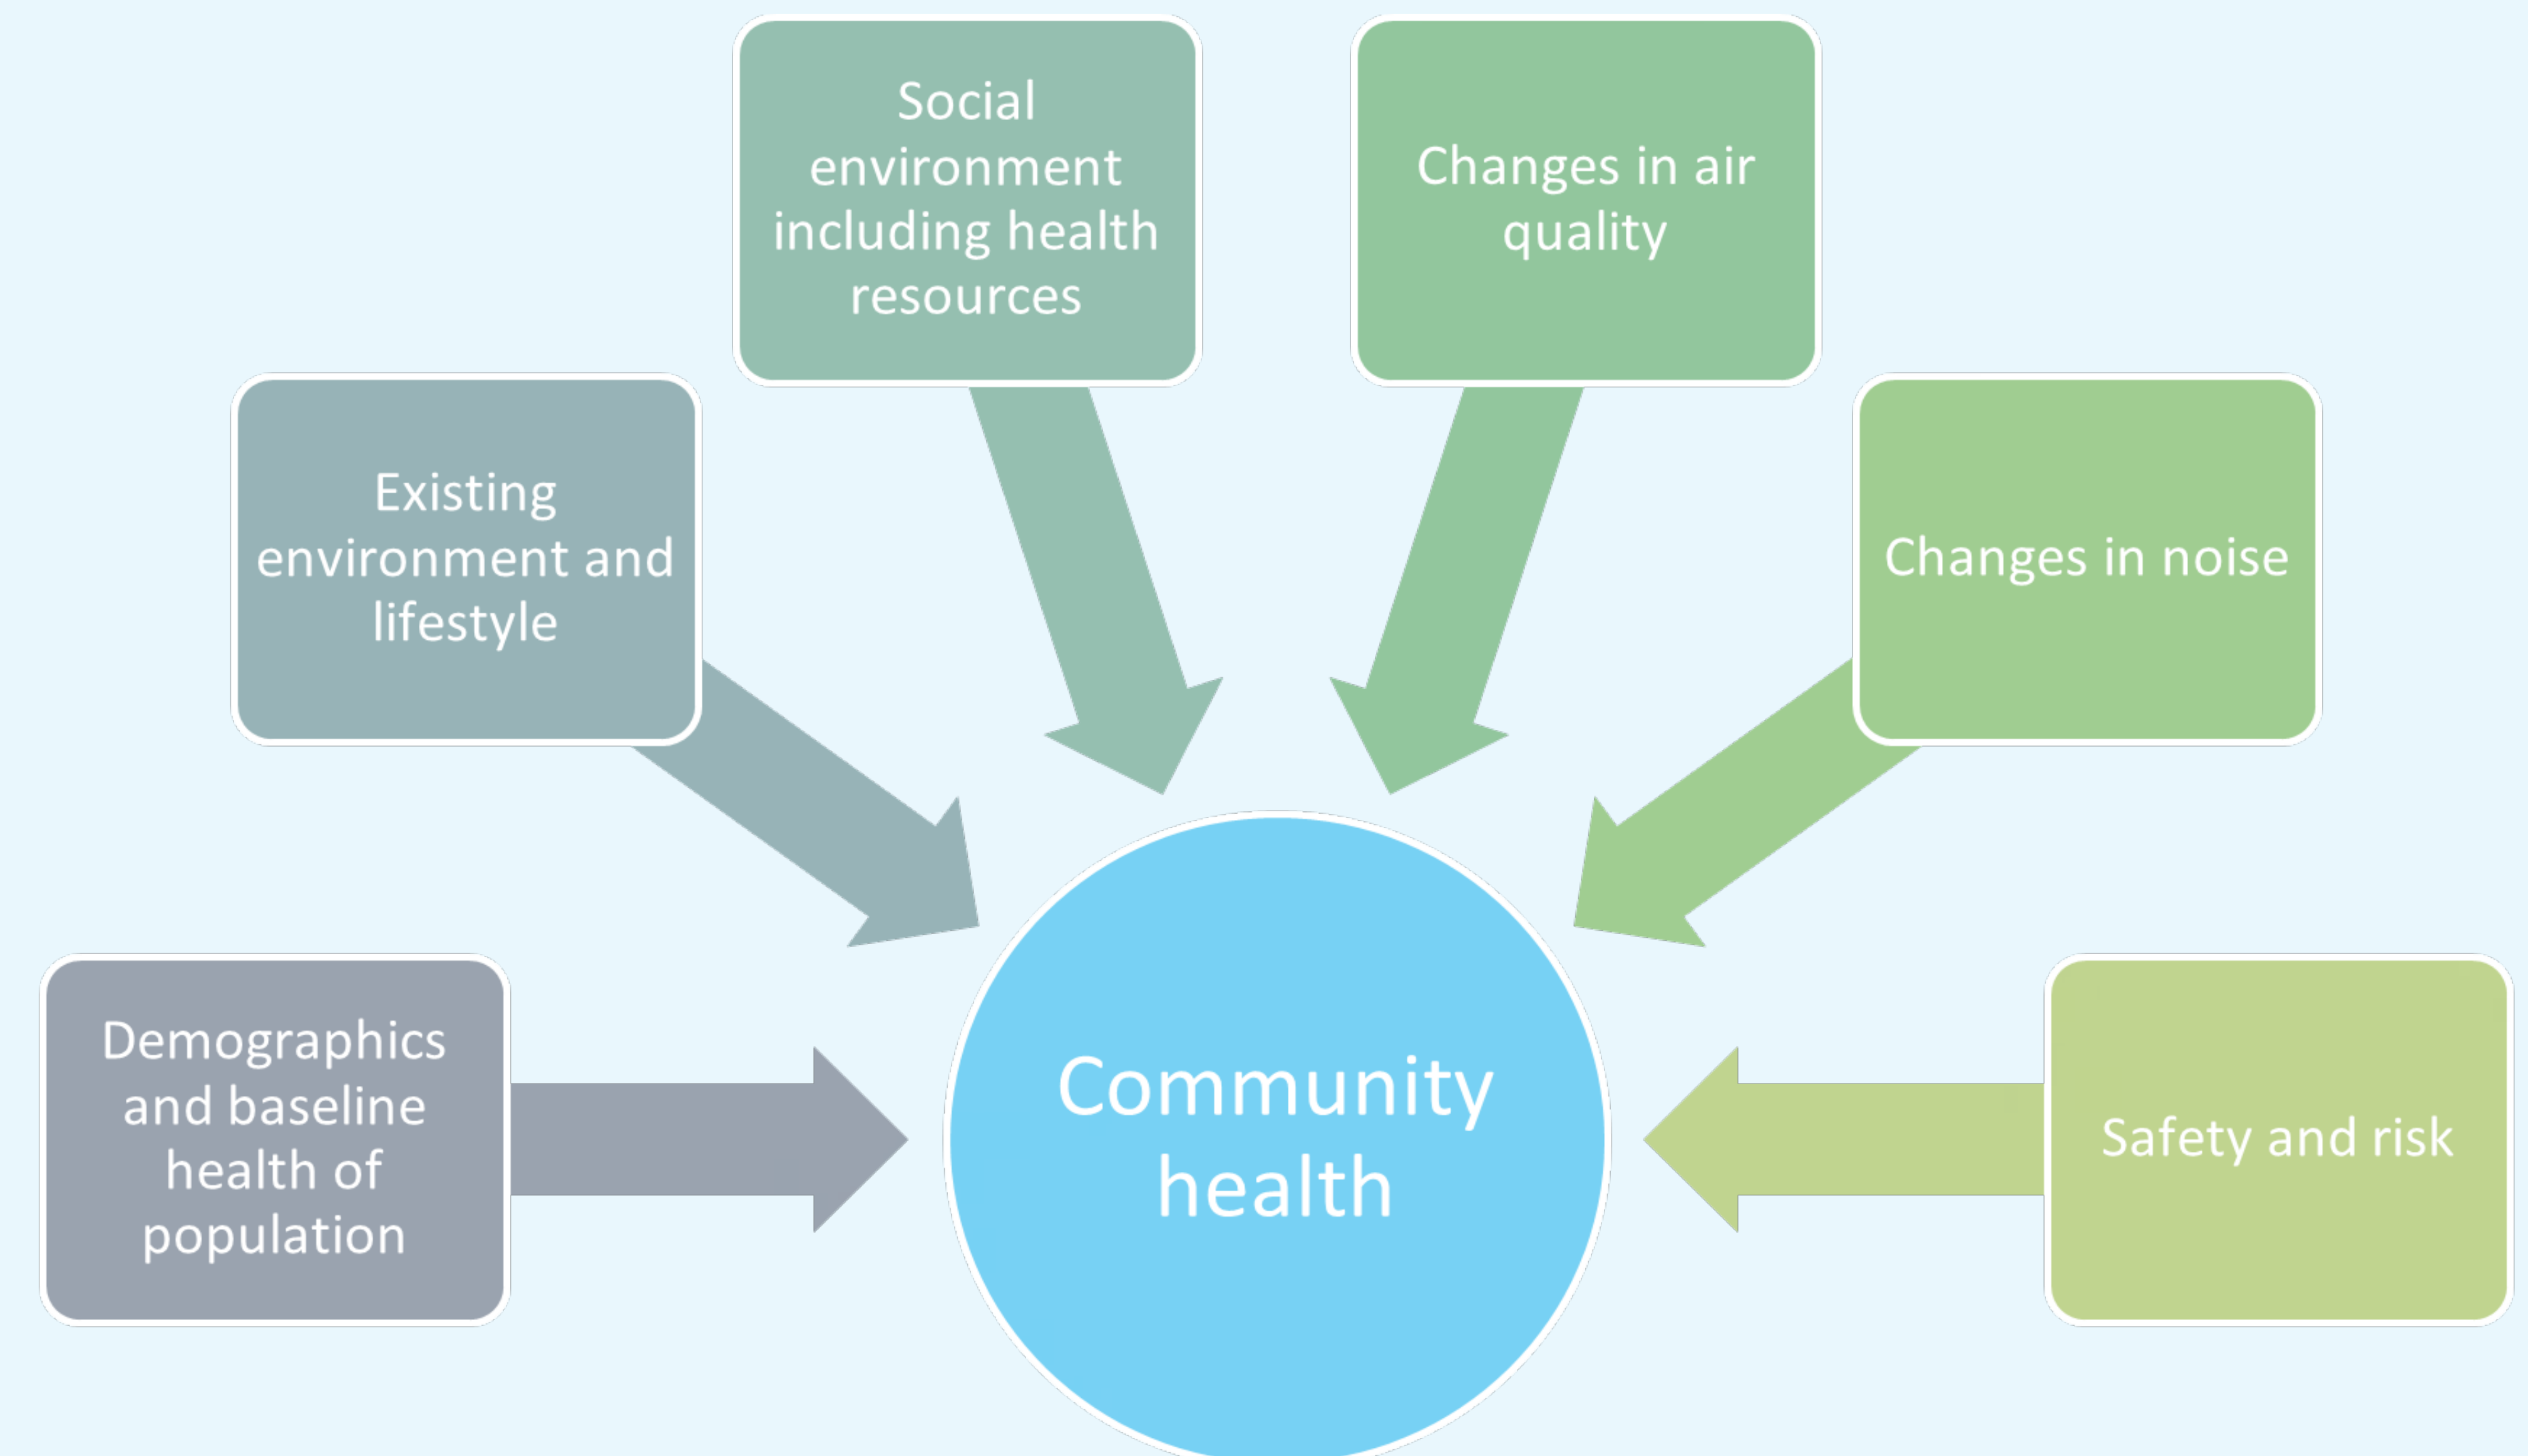 Social
environment
including health
resources
Changes in air
quality
Existing
environment and
lifestyle
Changes in noise
Demographics
and baseline
health of
population
Community
health
Safety and risk